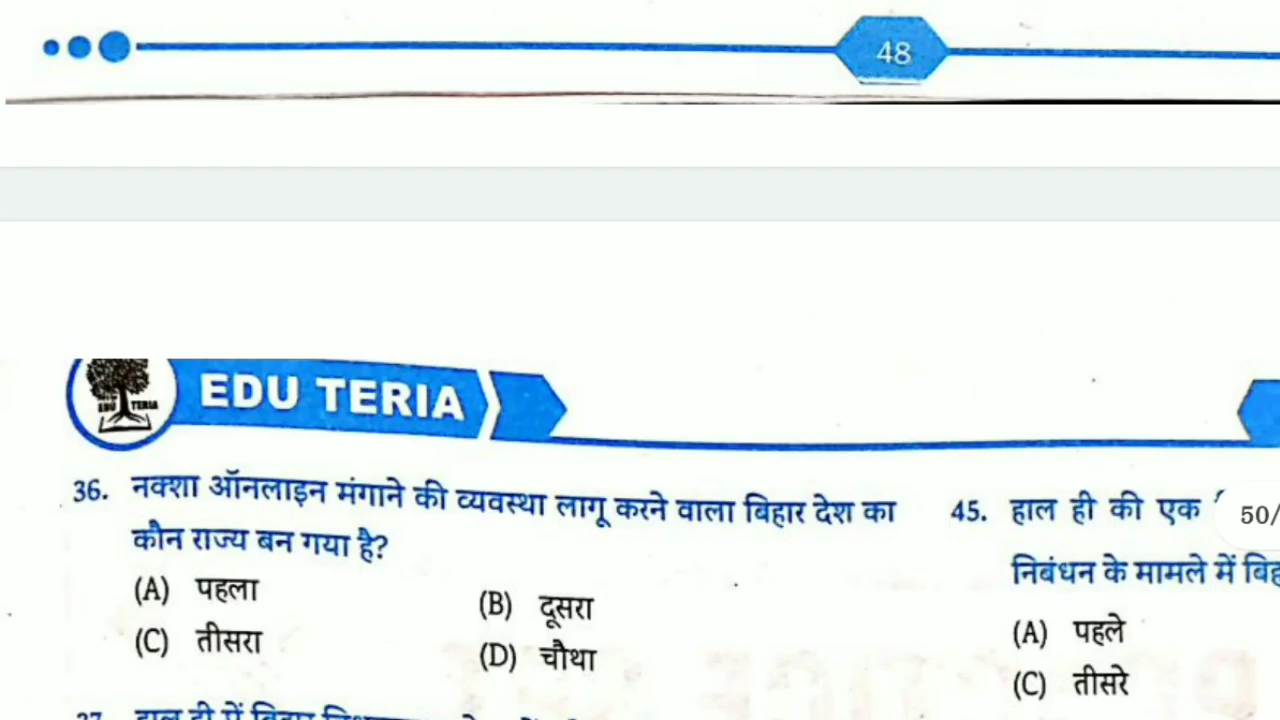 48
EDU TERIA
36. नक्शा ऑनलाइन मंगाने की व्यवस्था लागू करने वाला बिहार देश का
कौन राज्य बन गया है?
(A) पहला
(B) दूसरा
(C) तीसरा
(D) चौथा
45. हाल ही की एक
50/
निबंधन के मामले में
(A) पहले
(C) तीसरे
हाल ही में बिहार